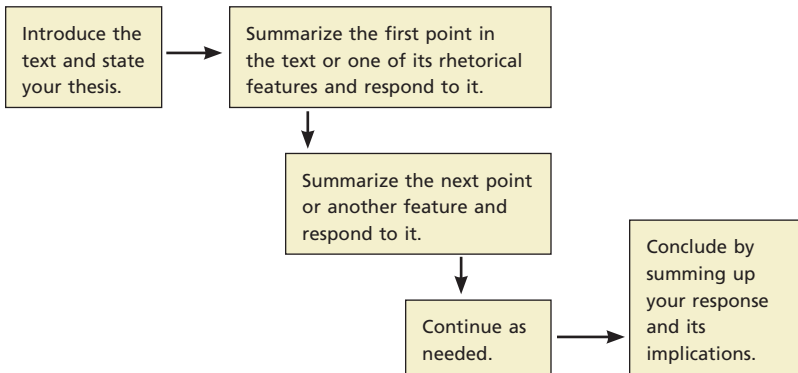 Introduce the
text and state
your thesis.
Summarize the first point in
the text or one of its rhetorical
features and respond to it.
Summarize the next point
or another feature and
respond to it.
Continue as
needed.
Conclude by
summing up
your response
and its
implications.